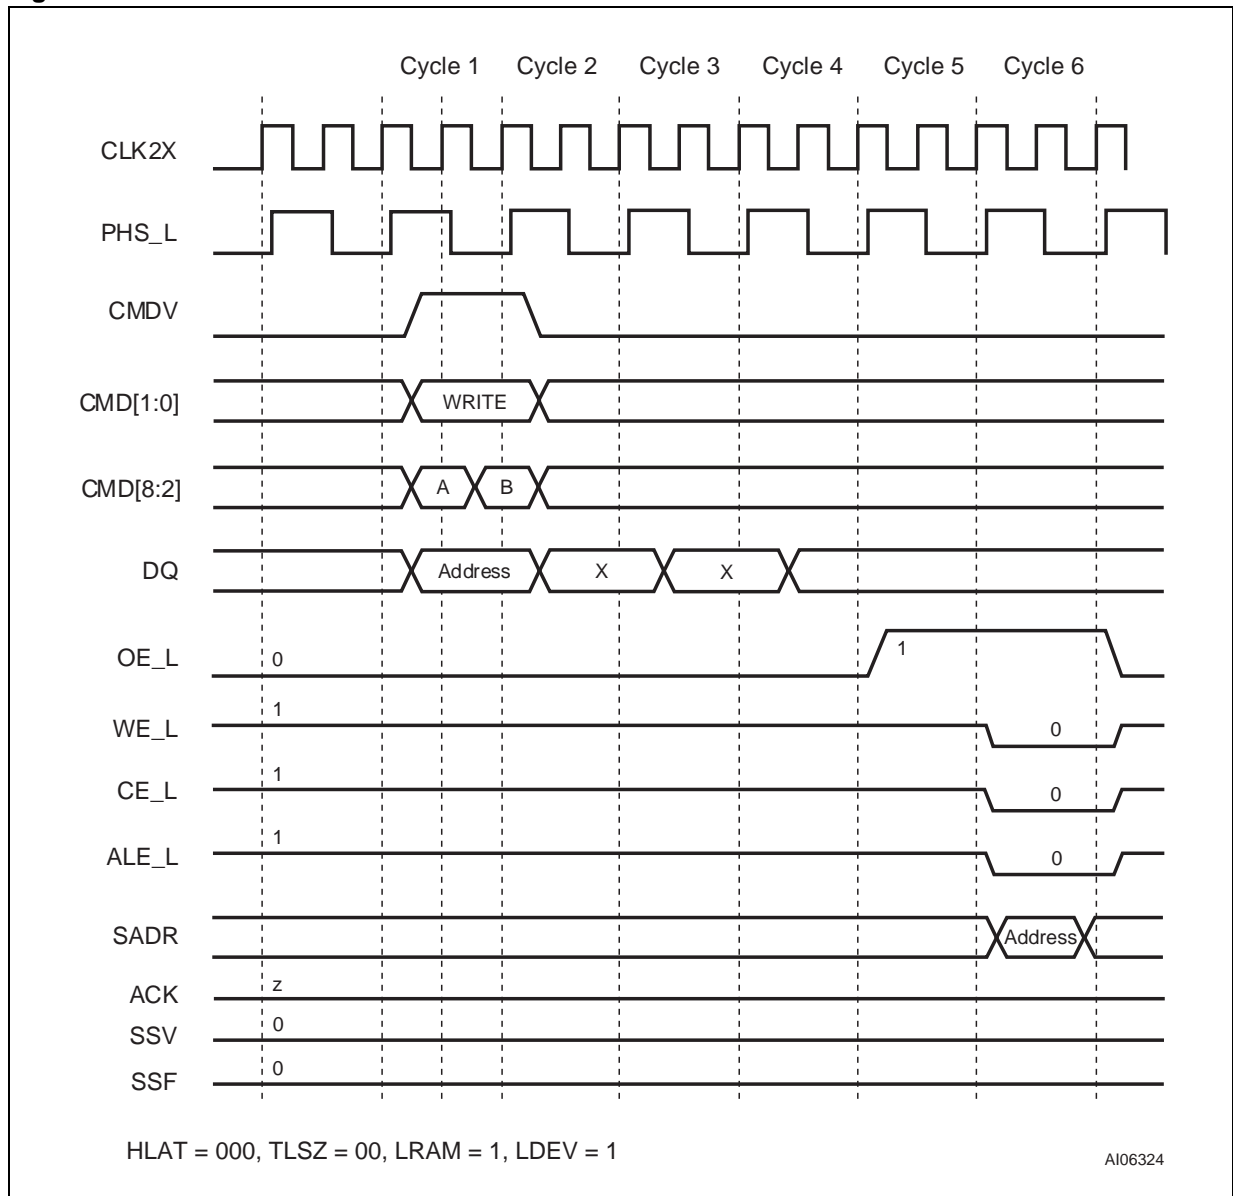 Cycle 1 Cycle 2 Cycle 3 Cycle 4 Cycle 5 Cycle 6
CLK2X
PHS_L
CMDV
CMD[1:0] WRITE
CMD[8:2] A B
DQ Address X X
OE_L 0 1
WE_L 1 0
CE_L 1 0
ALE_L 1 0
SADR Address
ACK z
SSV 0
SSF 0
HLAT = 000, TLSZ = 00, LRAM = 1, LDEV = 1
AI06324